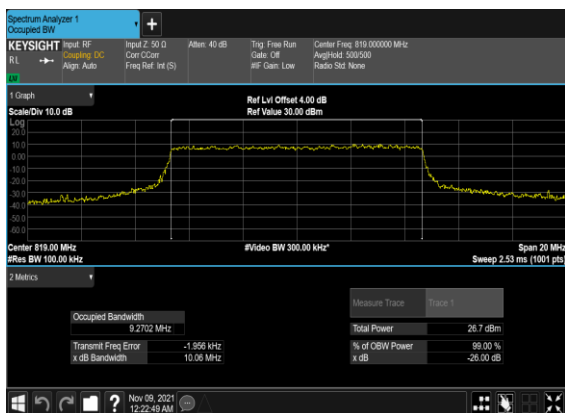 Spectrum Analyzer 1
Occupied BW
+
KEYSIGHT Input: RF Input Z: 50 Ω Atten: 40 dB Trig: Free Run Center Freq: 819.000000 MHz
RL Coupling: DC Corr CCorr Gate: Off Avg|Hold: 500/500
Align: Auto Freq Ref: Int (S) #IF Gain: Low Radio Std: None
LXI
1 Graph Ref Lvl Offset 4.00 dB
Scale/Div 10.0 dB Ref Value 30.00 dBm
Log
20.0
10.0
0.00
-10.0
-20.0
-30.0
-40.0
-50.0
-60.0
Center 819.00 MHz #Video BW 300.00 kHz* Span 20 MHz
#Res BW 100.00 kHz Sweep 2.53 ms (1001 pts)
2 Metrics
Measure Trace Trace 1
Occupied Bandwidth
9.2702 MHz Total Power 26.7 dBm
Transmit Freq Error -1.956 kHz % of OBW Power 99.00 %
x dB Bandwidth 10.06 MHz x dB -26.00 dB
? Nov 09, 2021
12:22:49 AM